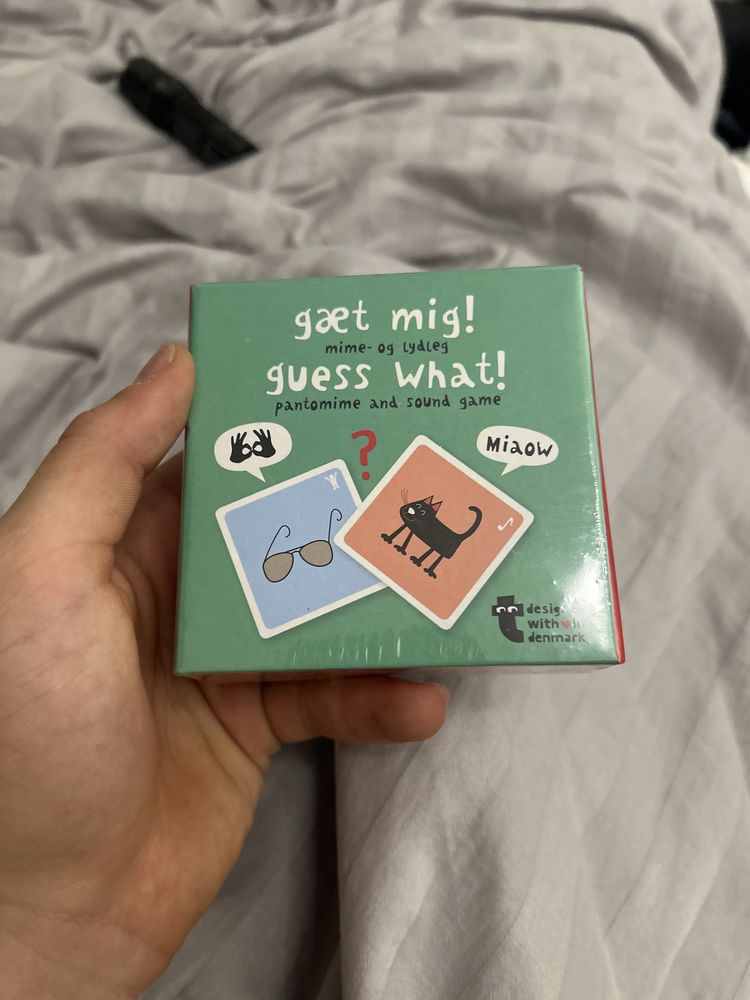 gæt mig!
mime- og lydleg
guess what!
pantomime and sound game
?
Miaow
with
denmark